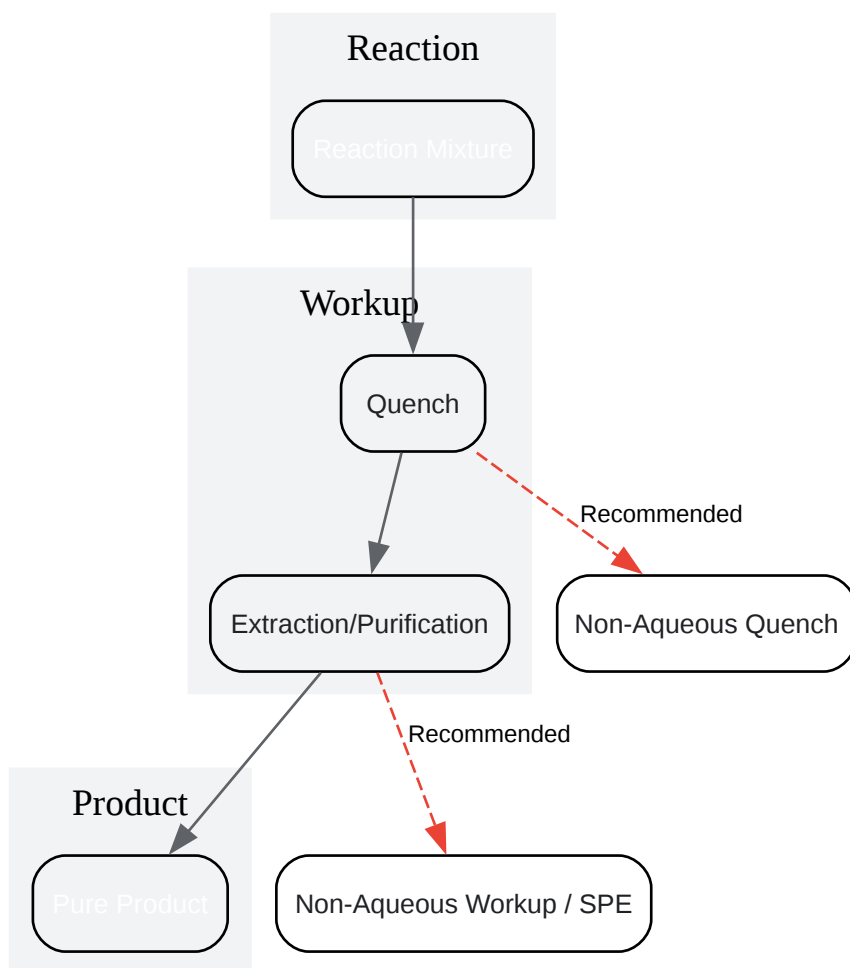 Reaction
Reaction Mixture
Workup
Quench
Recommended
Extraction/Purification
Non-Aqueous Quench
Recommended
Product
Pure Product
Non-Aqueous Workup / SPE